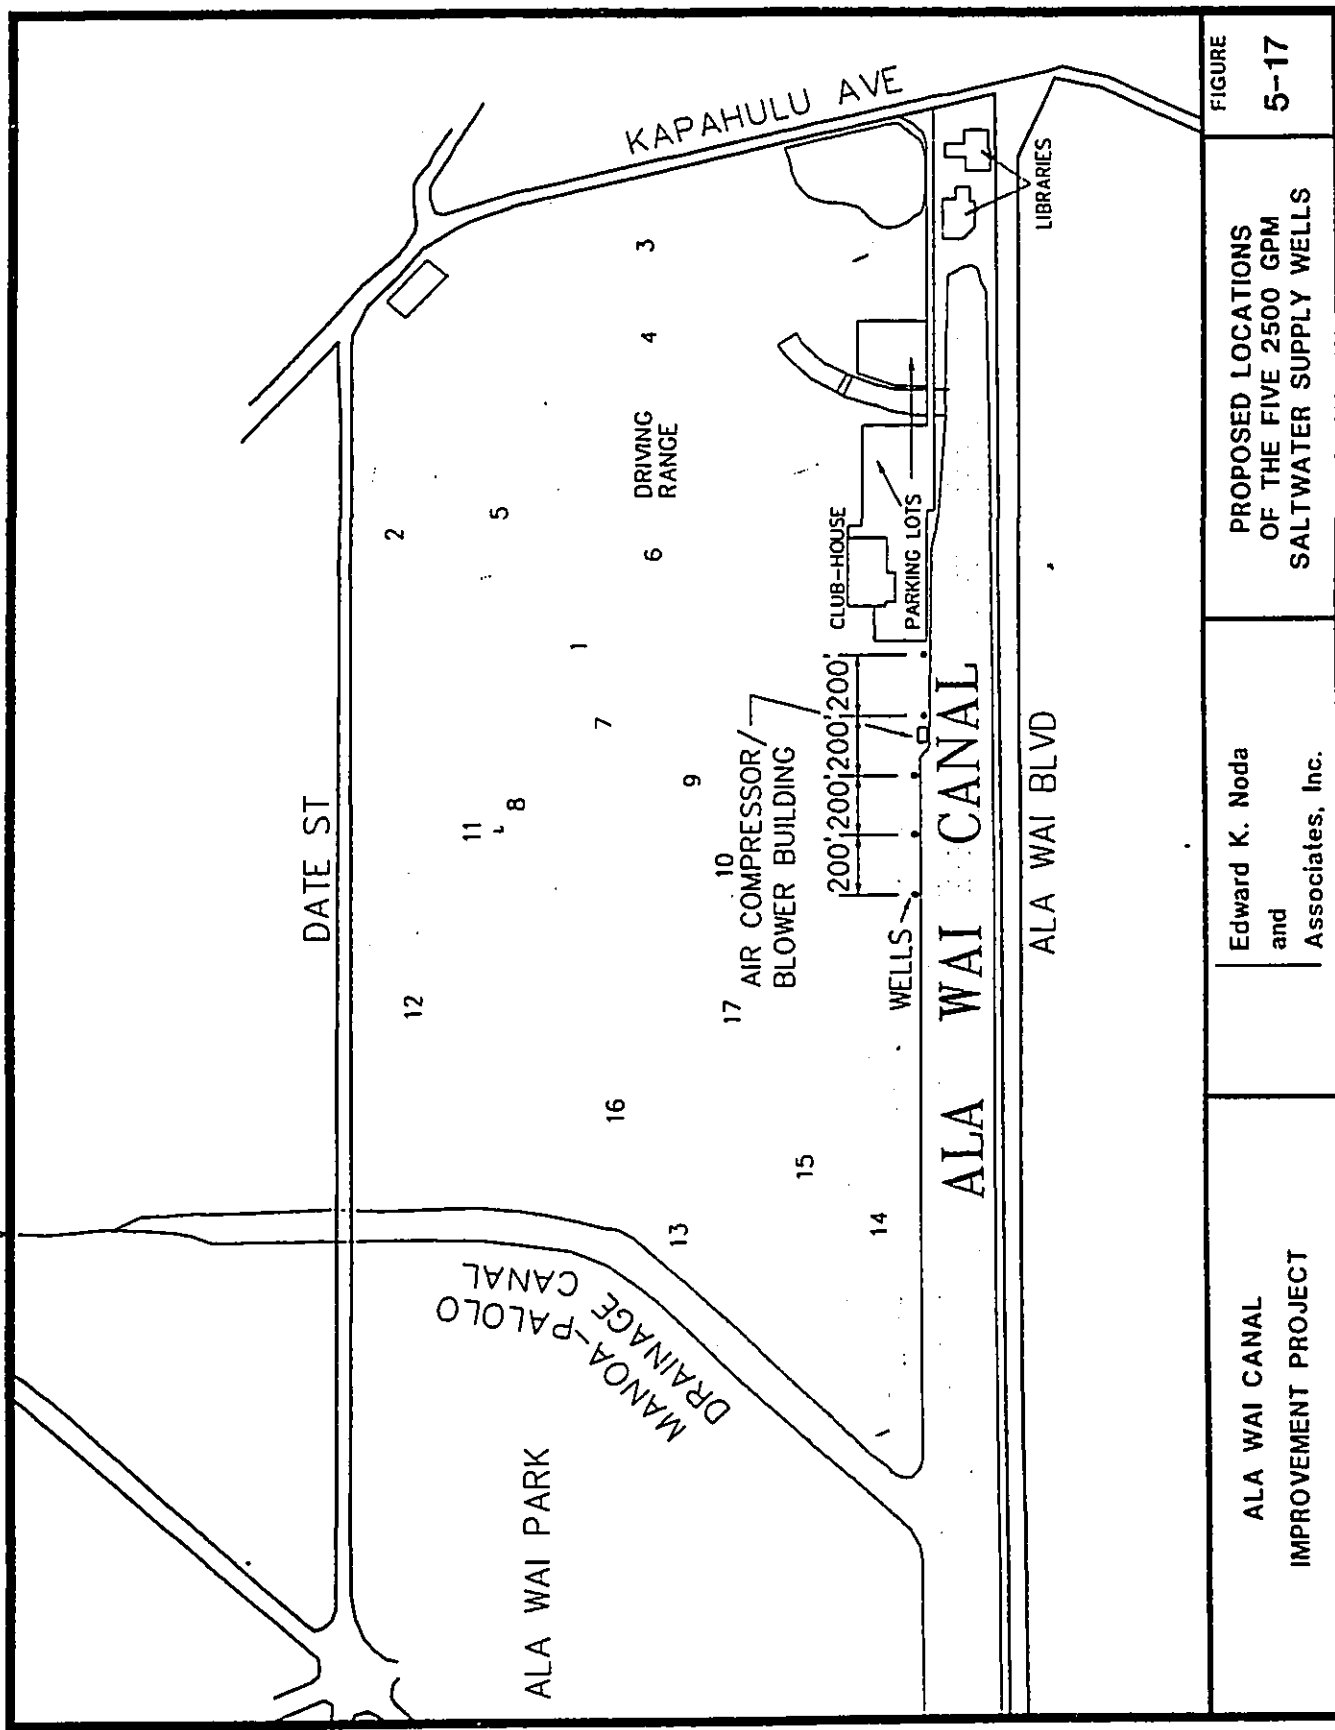 DATE ST
KAPAHULU AVE
ALA WAI PARK
MANOA-PALOLO
DRAINAGE CANAL
12
11
8
2
5
16
7
1
6
DRIVING
RANGE
4
3
13
17
10
9
AIR COMPRESSOR/
BLOWER BUILDING
15
14
200'
200'
200'
200'
CLUB-HOUSE
WELLS
PARKING LOTS
ALA WAI CANAL
LIBRARIES
ALA WAI BLVD
ALA WAI CANAL
IMPROVEMENT PROJECT
Edward K. Noda
and
Associates, Inc.
PROPOSED LOCATIONS
OF THE FIVE 2500 GPM
SALTWATER SUPPLY WELLS
FIGURE
5-17